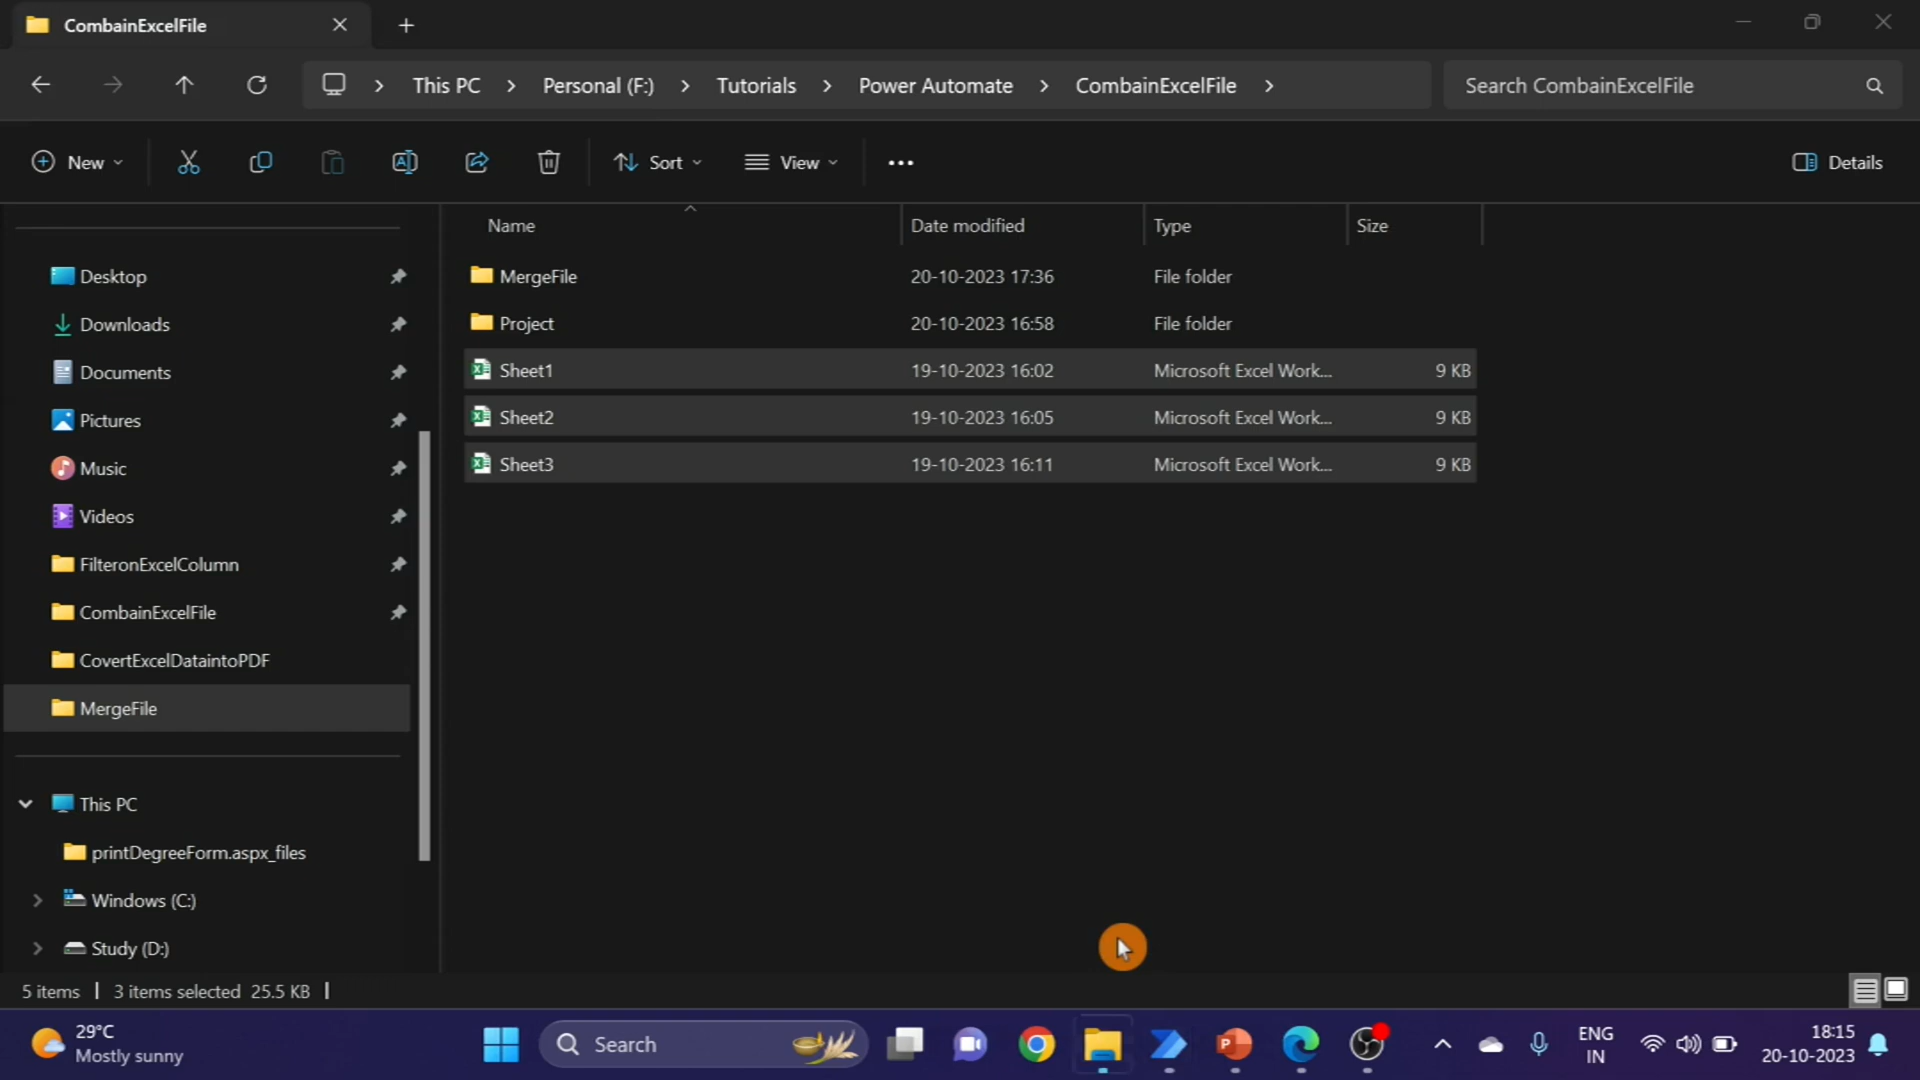 CombainExcelFile
This PC > Personal (F:) > Tutorials > Power Automate > CombainExcelFile >
Search CombainExcelFile
New
Sort
View
Details
Name Date modified Type Size
MergeFile 20-10-2023 17:36 File folder
Project 20-10-2023 16:58 File folder
Sheet1 19-10-2023 16:02 Microsoft Excel Work... 9 KB
Sheet2 19-10-2023 16:05 Microsoft Excel Work... 9 KB
Sheet3 19-10-2023 16:11 Microsoft Excel Work... 9 KB
Desktop
Downloads
Documents
Pictures
Music
Videos
FilteronExcelColumn
CombainExcelFile
CovertExcelDataintoPDF
MergeFile
This PC
printDegreeForm.aspx_files
Windows (C:)
Study (D:)
5 items | 3 items selected 25.5 KB |
29°C
Mostly sunny
Search
ENG
IN
18:15
20-10-2023